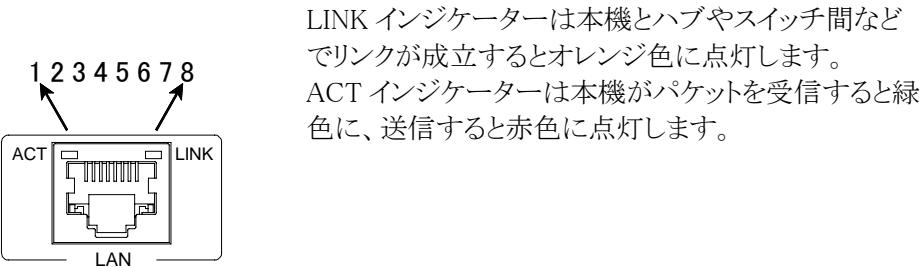 LINK インジケーターは本機とハブやスイッチ間など
でリンクが成立するとオレンジ色に点灯します。
ACT インジケーターは本機がパケットを受信すると緑
色に、送信すると赤色に点灯します。
1 2 3 4 5 6 7 8
ACT
LINK
LAN